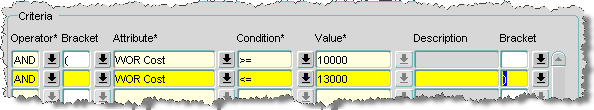 Criteria
Operator* Bracket Attribute* Condition* Value* Description Bracket
AND ( WOR Cost >= 10000
AND WOR Cost <= 13000 )